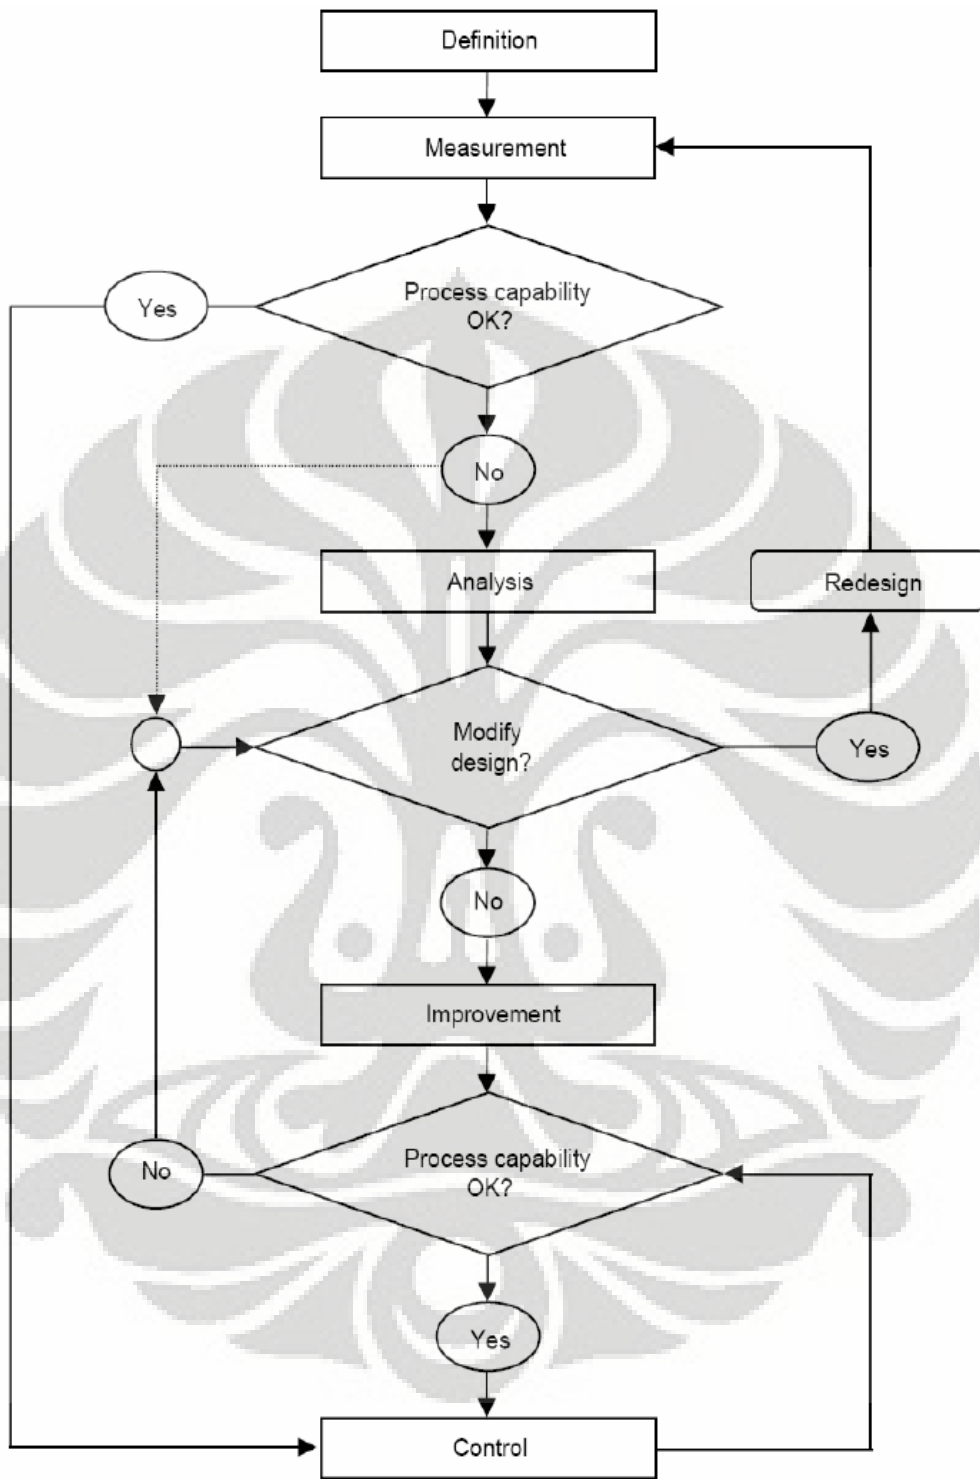 Definition
Measurement
Process capability
OK?
Yes
No
Analysis
Redesign
Modify
design?
Yes
No
Improvement
Process capability
OK?
No
Yes
Control